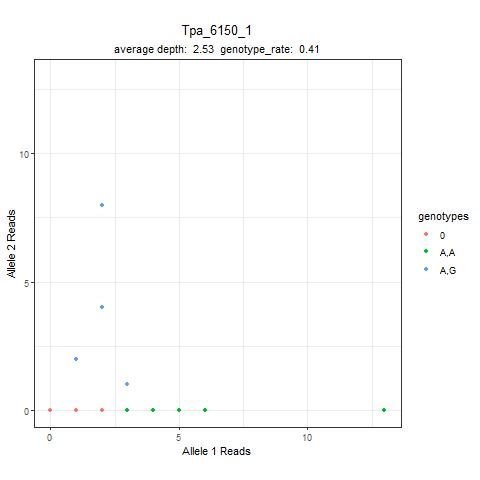 Tpa_6150_1
average depth:  2.53  genotype_rate:  0.41
10
5
0
Allele 2 Reads
0
5
10
Allele 1 Reads
genotypes
0
A,A
A,G